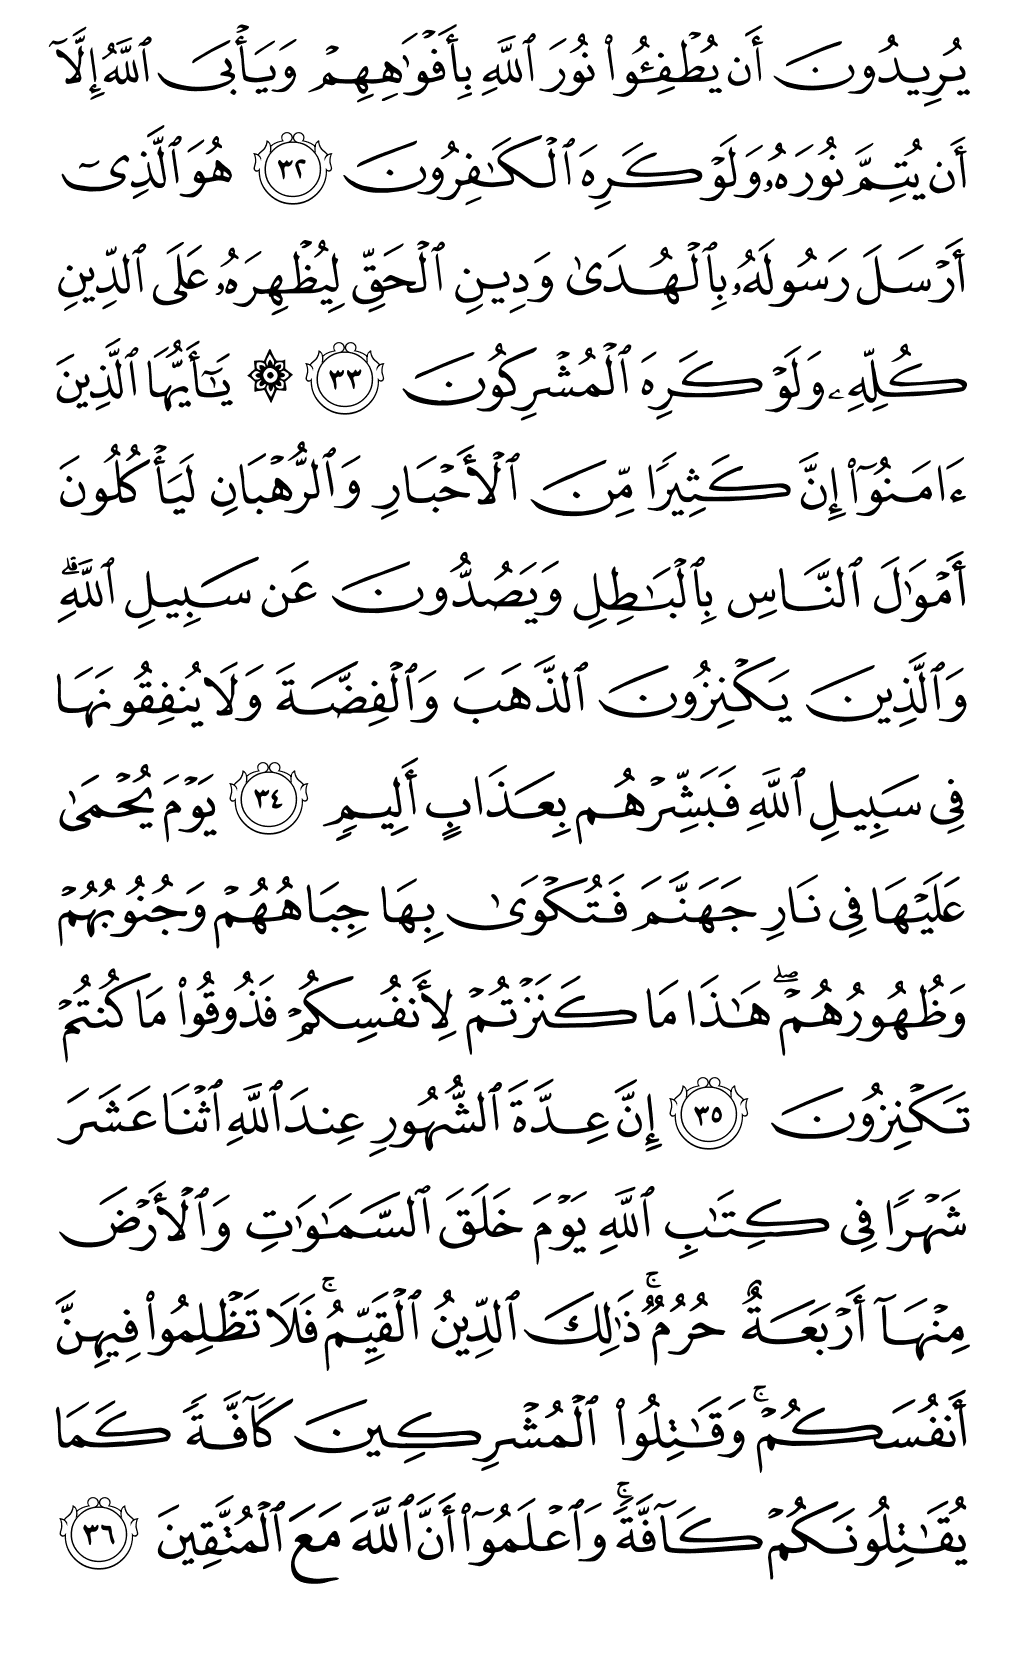 يُرِيدُونَ أَن يُطۡفِـُٔواْ نُورَ ٱللَّهِ بِأَفۡوَٰهِهِمۡ وَيَأۡبَى ٱللَّهُ إِلَّآ
أَن يُتِمَّ نُورَهُۥ وَلَوۡ كَرِهَ ٱلۡكَٰفِرُونَ ٣٢ هُوَ ٱلَّذِيٓ
أَرۡسَلَ رَسُولَهُۥ بِٱلۡهُدَىٰ وَدِينِ ٱلۡحَقِّ لِيُظۡهِرَهُۥ عَلَى ٱلدِّينِ
كُلِّهِۦ وَلَوۡ كَرِهَ ٱلۡمُشۡرِكُونَ ٣٣ ۞ يَٰٓأَيُّهَا ٱلَّذِينَ
ءَامَنُوٓاْ إِنَّ كَثِيرٗا مِّنَ ٱلۡأَحۡبَارِ وَٱلرُّهۡبَانِ لَيَأۡكُلُونَ
أَمۡوَٰلَ ٱلنَّاسِ بِٱلۡبَٰطِلِ وَيَصُدُّونَ عَن سَبِيلِ ٱللَّهِۗ
وَٱلَّذِينَ يَكۡنِزُونَ ٱلذَّهَبَ وَٱلۡفِضَّةَ وَلَا يُنفِقُونَهَا
فِي سَبِيلِ ٱللَّهِ فَبَشِّرۡهُم بِعَذَابٍ أَلِيمٖ ٣٤ يَوۡمَ يُحۡمَىٰ
عَلَيۡهَا فِي نَارِ جَهَنَّمَ فَتُكۡوَىٰ بِهَا جِبَاهُهُمۡ وَجُنُوبُهُمۡ
وَظُهُورُهُمۡۖ هَٰذَا مَا كَنَزۡتُمۡ لِأَنفُسِكُمۡ فَذُوقُواْ مَا كُنتُمۡ
تَكۡنِزُونَ ٣٥ إِنَّ عِدَّةَ ٱلشُّهُورِ عِندَ ٱللَّهِ ٱثۡنَا عَشَرَ
شَهۡرٗا فِي كِتَٰبِ ٱللَّهِ يَوۡمَ خَلَقَ ٱلسَّمَٰوَٰتِ وَٱلۡأَرۡضَ
مِنۡهَآ أَرۡبَعَةٌ حُرُمٞۚ ذَٰلِكَ ٱلدِّينُ ٱلۡقَيِّمُۚ فَلَا تَظۡلِمُواْ فِيهِنَّ
أَنفُسَكُمۡۚ وَقَٰتِلُواْ ٱلۡمُشۡرِكِينَ كَآفَّةٗ كَمَا
يُقَٰتِلُونَكُمۡ كَآفَّةٗۚ وَٱعۡلَمُوٓاْ أَنَّ ٱللَّهَ مَعَ ٱلۡمُتَّقِينَ ٣٦